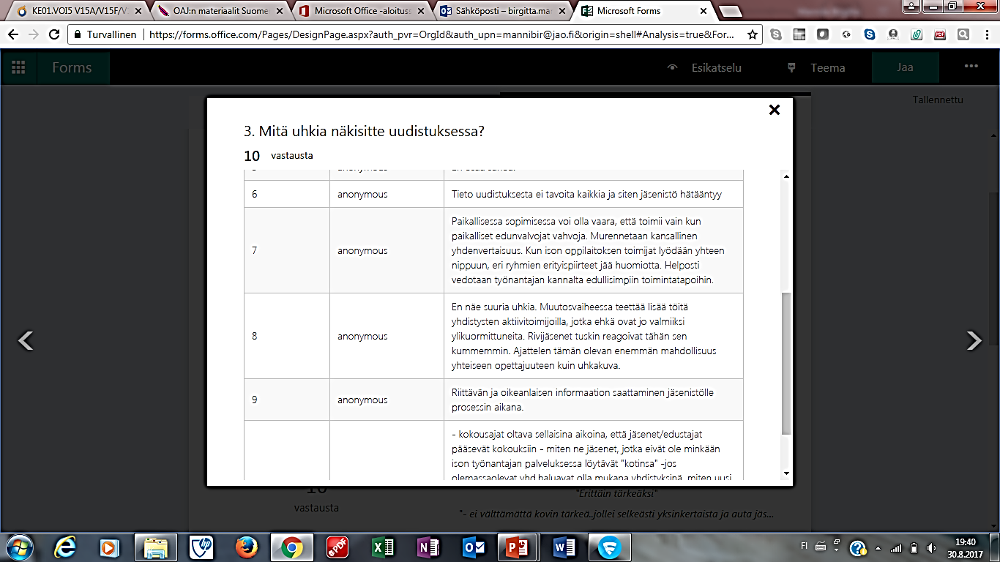 KE01.VOI5 V15A/V15F/V
OAJ:n materiaalit Suome
Microsoft Office -aloitus
Sähköposti – birgitta.ma
Microsoft Forms
Turvallinen
https://forms.office.com/Pages/DesignPage.aspx?auth_pvr=OrgId&auth_upn=mannibir@jao.fi&origin=shell#Analysis=true&For...
Forms
Esikatselu
Teema
Jaa
Tallennettu
3. Mitä uhkia näkisitte uudistuksessa?
10 vastausta
6 anonymous Tieto uudistuksesta ei tavoita kaikkia ja siten jäsenistö hätääntyy
7 anonymous Paikallisessa sopimisessa voi olla vaara, että toimii vain kun
paikalliset edunvalvojat vahvoja. Murennetaan kansallinen
yhdenvertaisuus. Kun ison oppilaitoksen toimijat lyödään yhteen
nippuun, eri ryhmien erityispiirteet jää huomiotta. Helposti
vedotaan työnantajan kannalta edullisimpiin toimintatapoihin.
8 anonymous En näe suuria uhkia. Muutosvaiheessa teettää lisää töitä
yhdistysten aktiivitoimijoilla, jotka ehkä ovat jo valmiiksi
ylikuormittuneita. Rivijäsenet tuskin reagoivat tähän sen
kummemmin. Ajattelen tämän olevan enemmän mahdollisuus
yhteiseen opettajuuteen kuin uhkakuva.
9 anonymous Riittävän ja oikeanlaisen informaation saattaminen jäsenistölle
prosessin aikana.
- kokousajat oltava sellaisina aikoina, että jäsenet/edustajat
pääsevät kokouksiin - miten ne jäsenet, jotka eivät ole minkään
ison työnantajan palveluksessa löytävät "kotinsa" -jos
olemassaolevat yhd.haluavat olla mukana yhdistyksinä, miten uusi
vastausta
"Erittäin tärkeäksi"
"- ei välttämättä kovin tärkeä..jollei selkeästi yksinkertaista ja auta jäs...
FI
19:40
30.8.2017